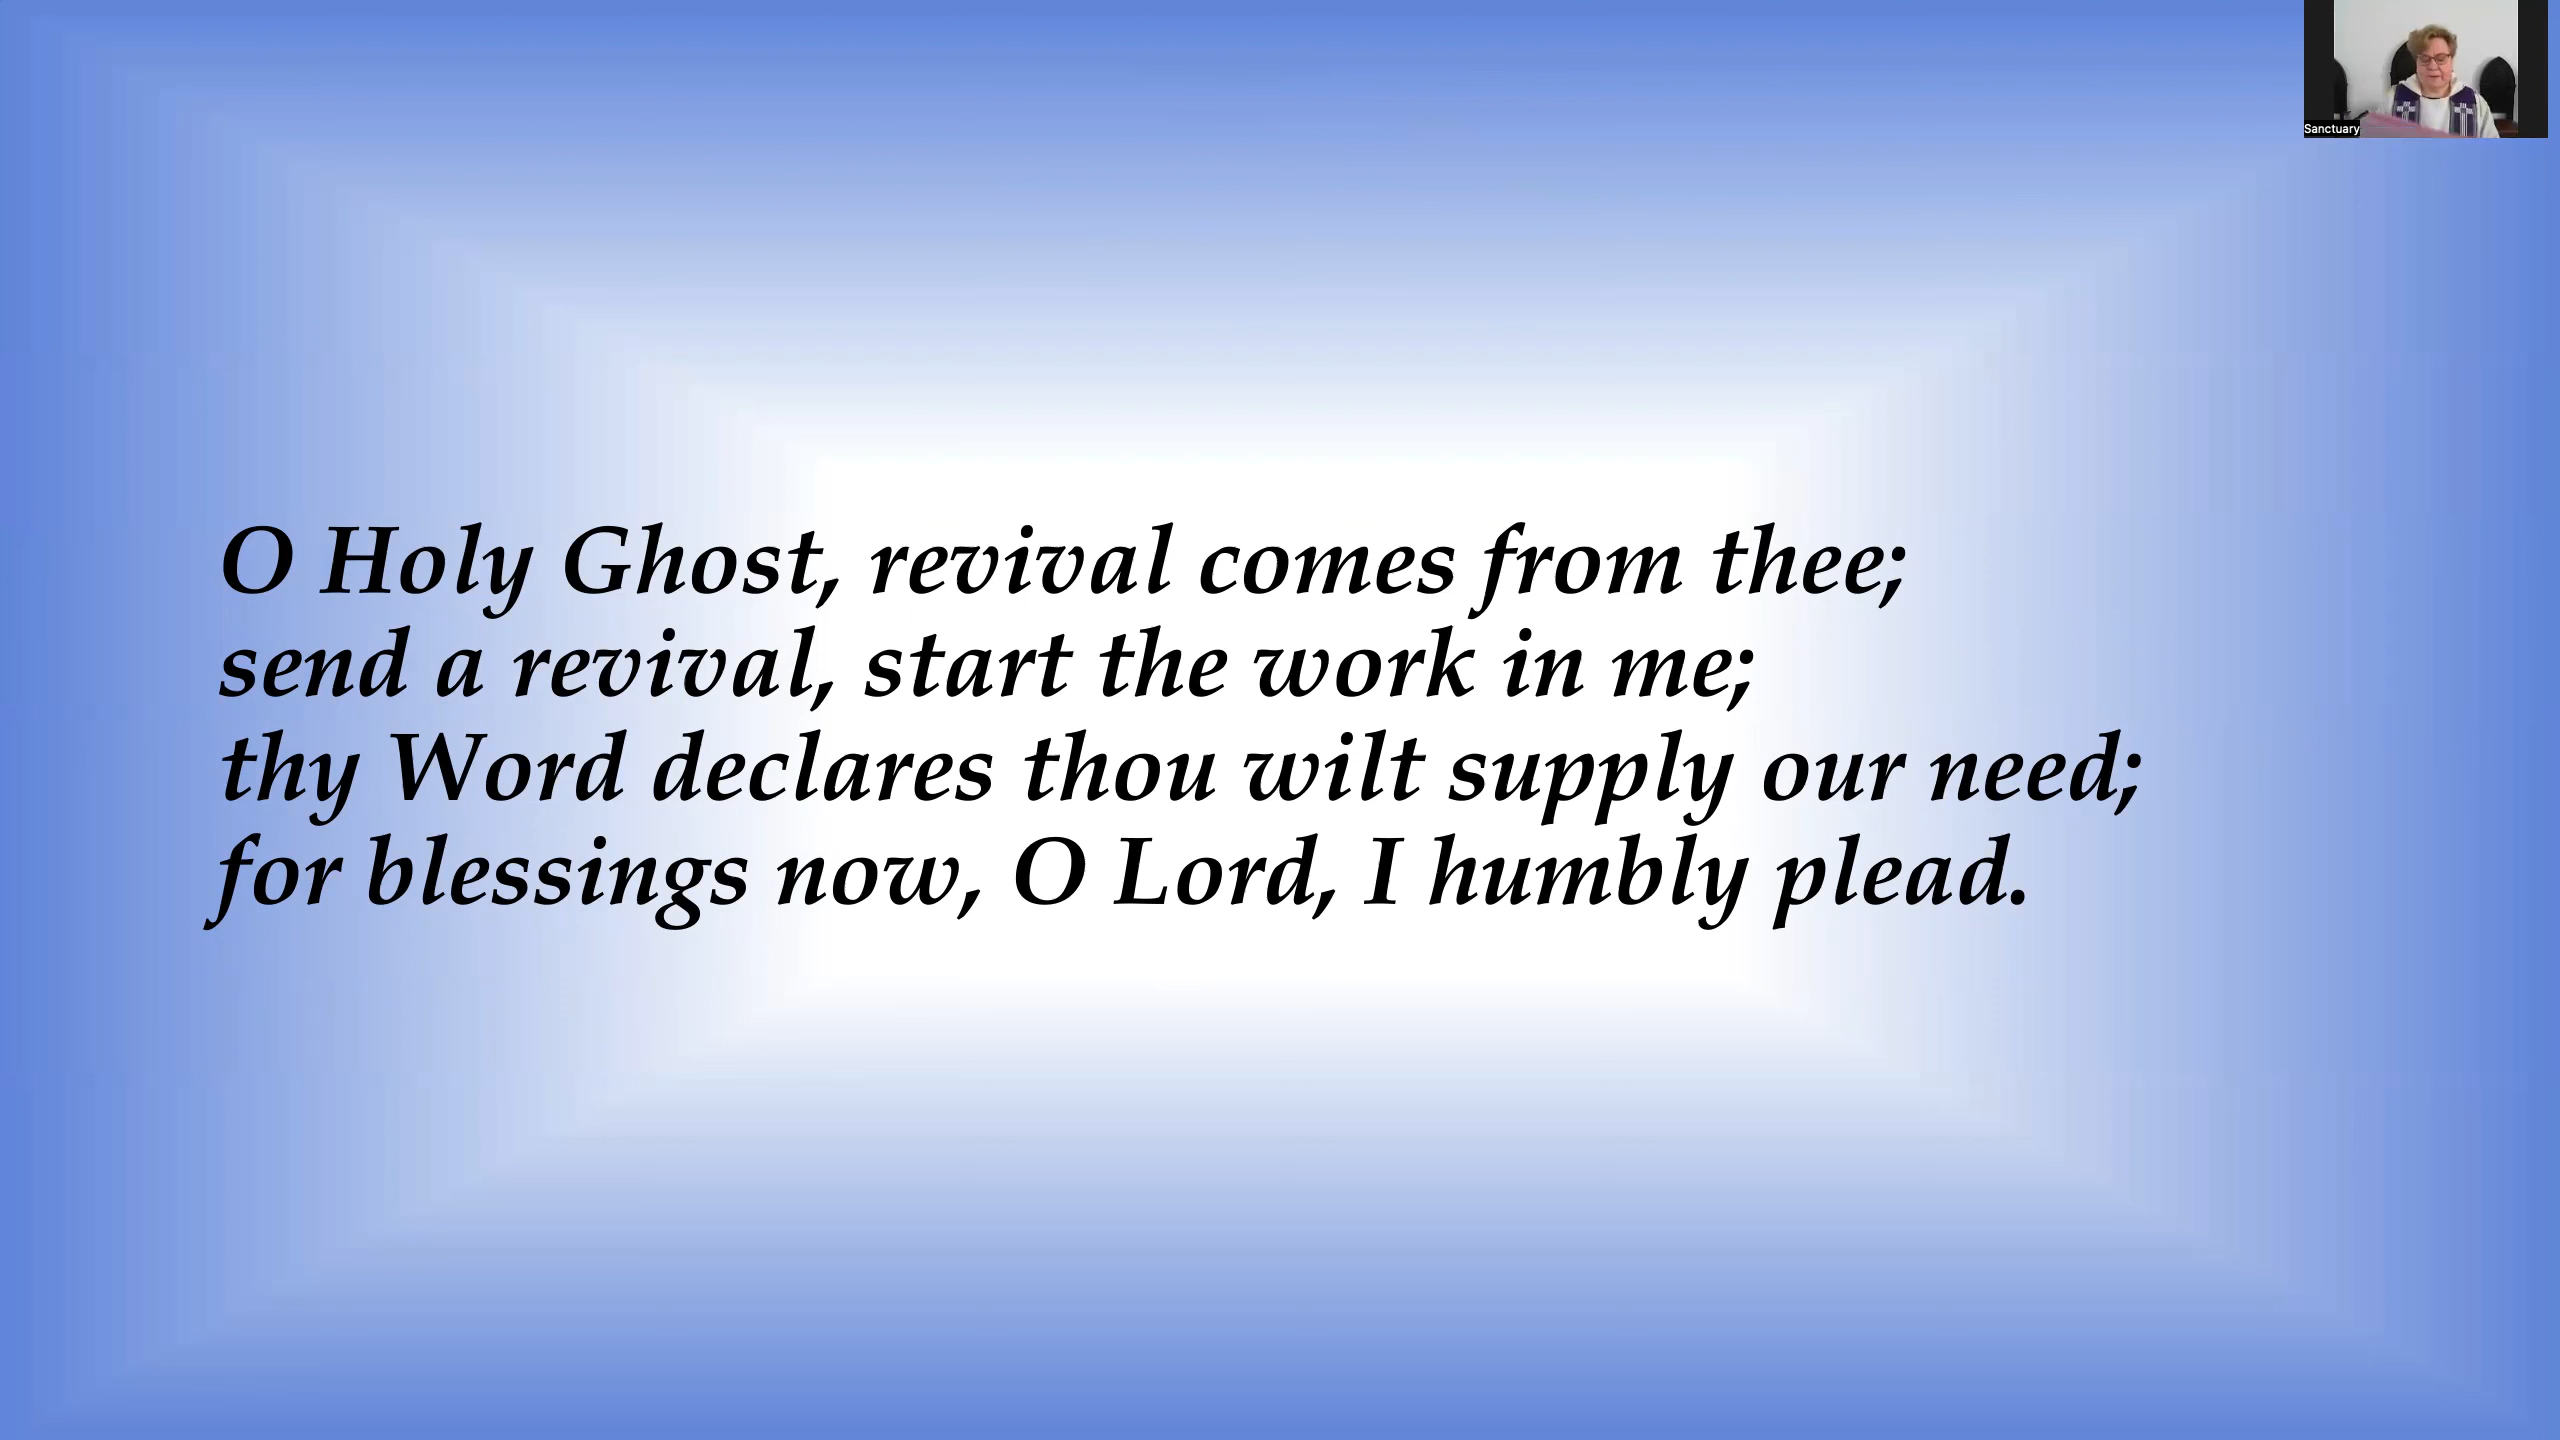 Sanctuary
O Holy Ghost, revival comes from thee;
send a revival, start the work in me;
thy Word declares thou wilt supply our need;
for blessings now, O Lord, I humbly plead.